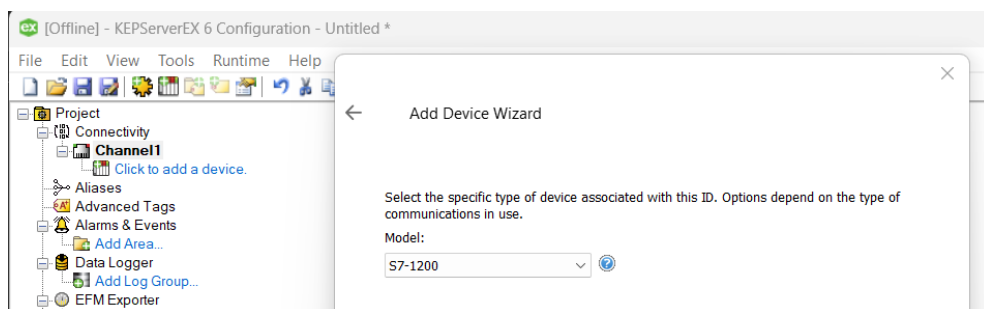 [Offline] - KEPServerEX 6 Configuration - Untitled *
File Edit View Tools Runtime Help
Add Device Wizard
Project
Connectivity
Channel1
Click to add a device.
Aliases
Advanced Tags
Alarms & Events
Add Area...
Data Logger
Add Log Group...
EFM Exporter
Select the specific type of device associated with this ID. Options depend on the type of
communications in use.
Model:
S7-1200